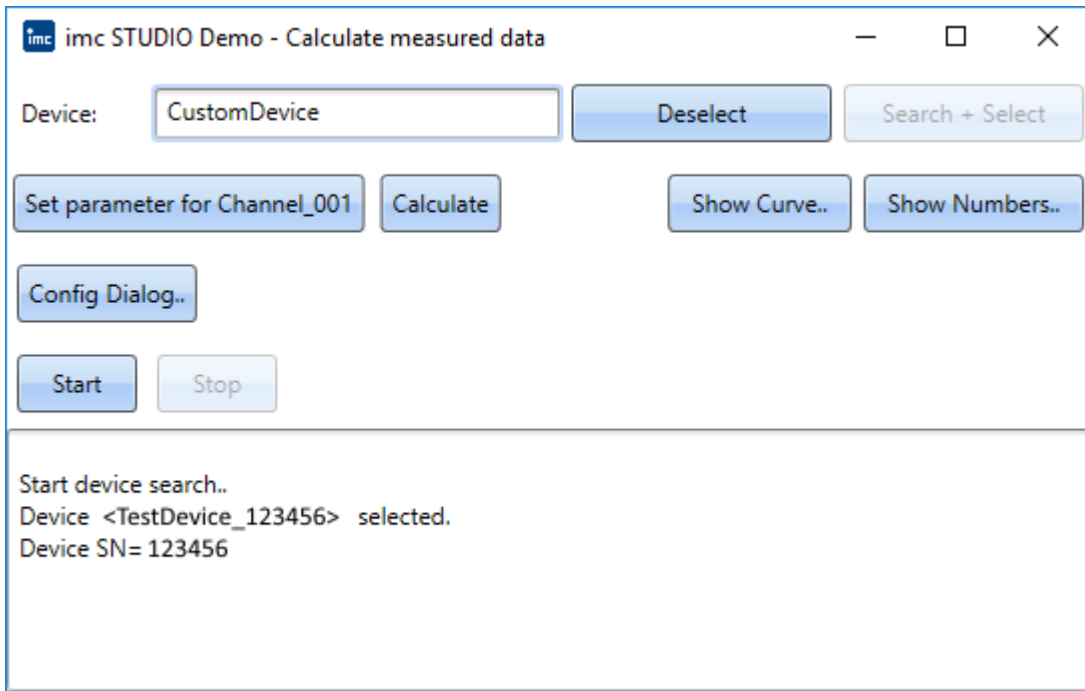 imc imc STUDIO Demo - Calculate measured data
Device: CustomDevice Deselect Search + Select
Set parameter for Channel_001 Calculate Show Curve.. Show Numbers..
Config Dialog..
Start Stop
Start device search..
Device <TestDevice_123456> selected.
Device SN= 123456